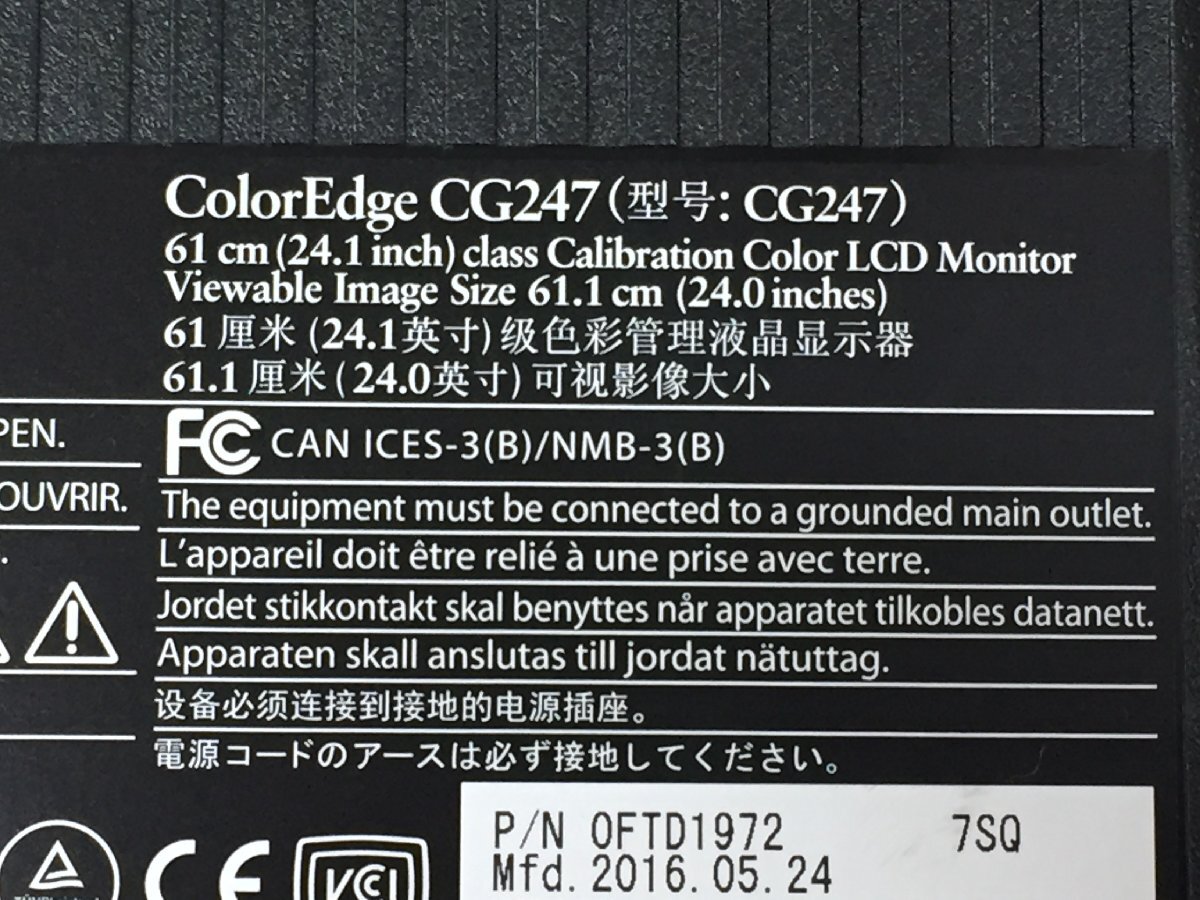 ColorEdge CG247(型号: CG247)
61 cm (24.1 inch) class Calibration Color LCD Monitor
Viewable Image Size 61.1 cm (24.0 inches)
61 厘米 (24.1英寸)级色彩管理液晶显示器
61.1 厘米 (24.0英寸)可视影像大小
PEN.
FC CAN ICES-3(B)/NMB-3(B)
OUVRIR.
The equipment must be connected to a grounded main outlet.
L'appareil doit être relié à une prise avec terre.
Jordet stikkontakt skal benyttes når apparatet tilkobles datanett.
Apparaten skall anslutas till jordat nätuttag.
设备必须连接到接地的电源插座。
電源コードのアースは必ず接地してください。
P/N 0FTD1972 7SQ
Mfd. 2016.05.24
CE
VCCI